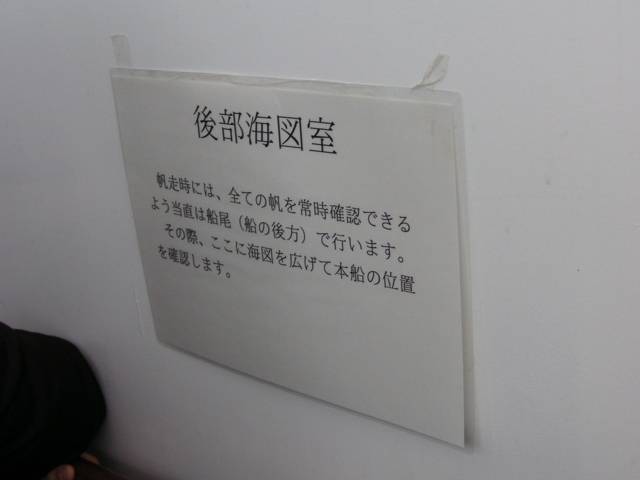 後部海図室
帆走時には、全ての帆を常時確認できる
よう当直は船尾（船の後方）で行います。
その際、ここに海図を広げて本船の位置
を確認します。